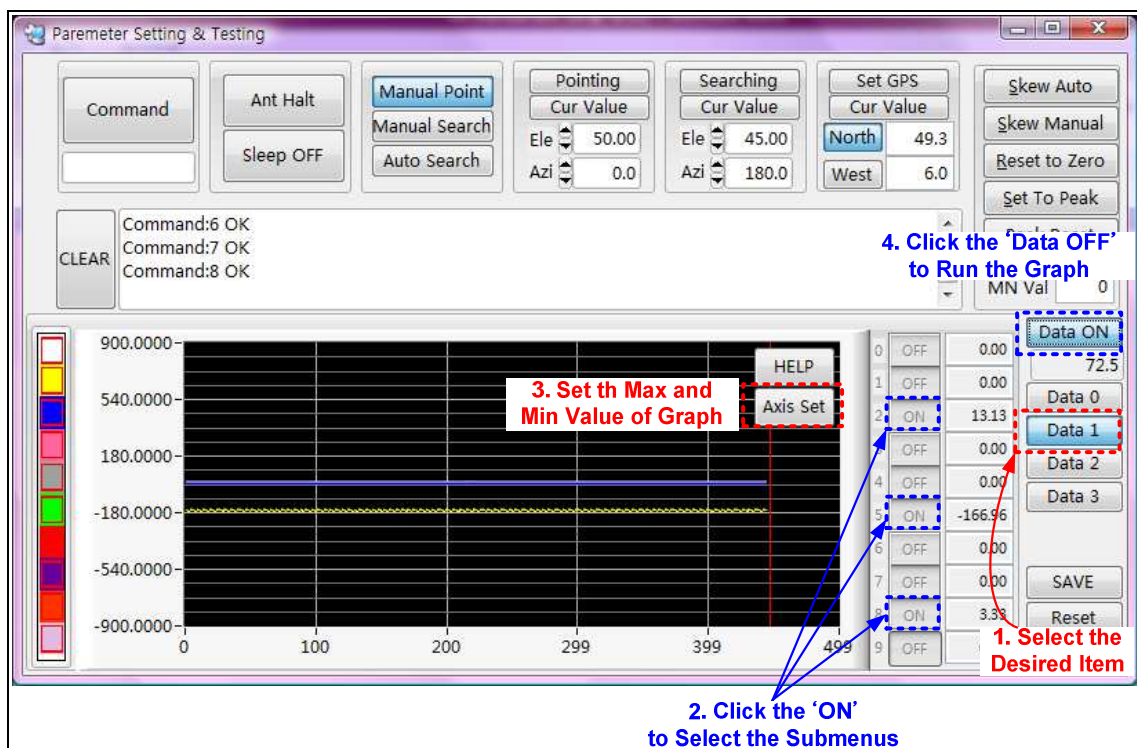 Paremeter Setting & Testing
Command
Ant Halt
Sleep OFF
Manual Point
Manual Search
Auto Search
Pointing
Cur Value
Ele 50.00
Azi 0.0
Searching
Cur Value
Ele 45.00
Azi 180.0
Set GPS
Cur Value
North 49.3
West 6.0
Skew Auto
Skew Manual
Reset to Zero
Set To Peak
MN Val 0
CLEAR
Command:6 OK
Command:7 OK
Command:8 OK
4. Click the ‘Data OFF’
to Run the Graph
900.0000
540.0000
180.0000
-180.0000
-540.0000
-900.0000
0 100 200 299 399 499
HELP
Axis Set
3. Set th Max and
Min Value of Graph
0 OFF 0.00
1 OFF 0.00
2 ON 13.13
OFF 0.00
4 OFF 0.00
5 ON -166.96
6 OFF 0.00
7 OFF 0.00
8 ON 3.33
9 OFF
Data ON
72.5
Data 0
Data 1
Data 2
Data 3
SAVE
Reset
1. Select the
Desired Item
2. Click the ‘ON’
to Select the Submenus